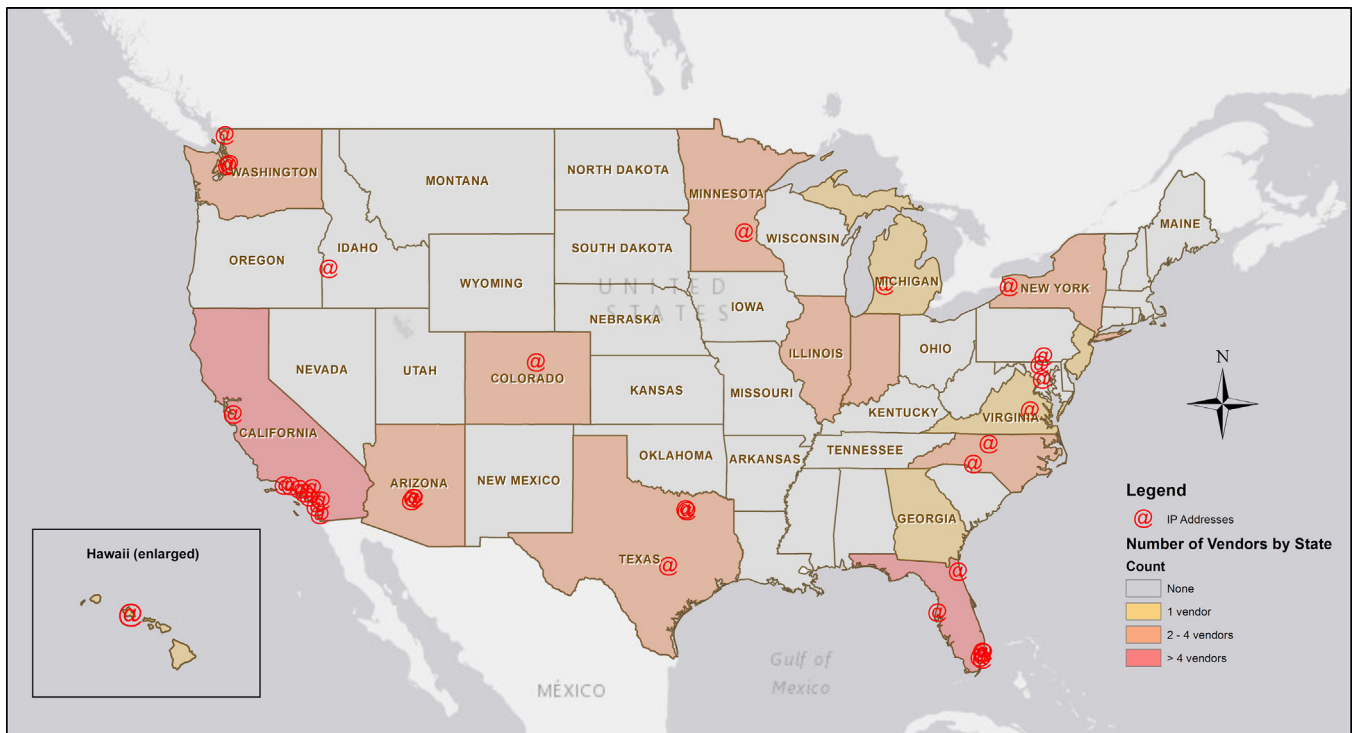 WASHINGTON
MONTANA
NORTH DAKOTA
MINNESOTA
MAINE
IDAHO
OREGON
SOUTH DAKOTA
WISCONSIN
WYOMING
MICHIGAN
NEW YORK
UNITED
STATES
IOWA
NEBRASKA
NEVADA
UTAH
COLORADO
ILLINOIS
OHIO
KANSAS
MISSOURI
KENTUCKY
VIRGINIA
CALIFORNIA
OKLAHOMA
ARKANSAS
TENNESSEE
ARIZONA
NEW MEXICO
GEORGIA
TEXAS
Gulf of
Mexico
MÉXICO
N
Hawaii (enlarged)
Legend
@ IP Addresses
Number of Vendors by State
Count
None
1 vendor
2 - 4 vendors
> 4 vendors